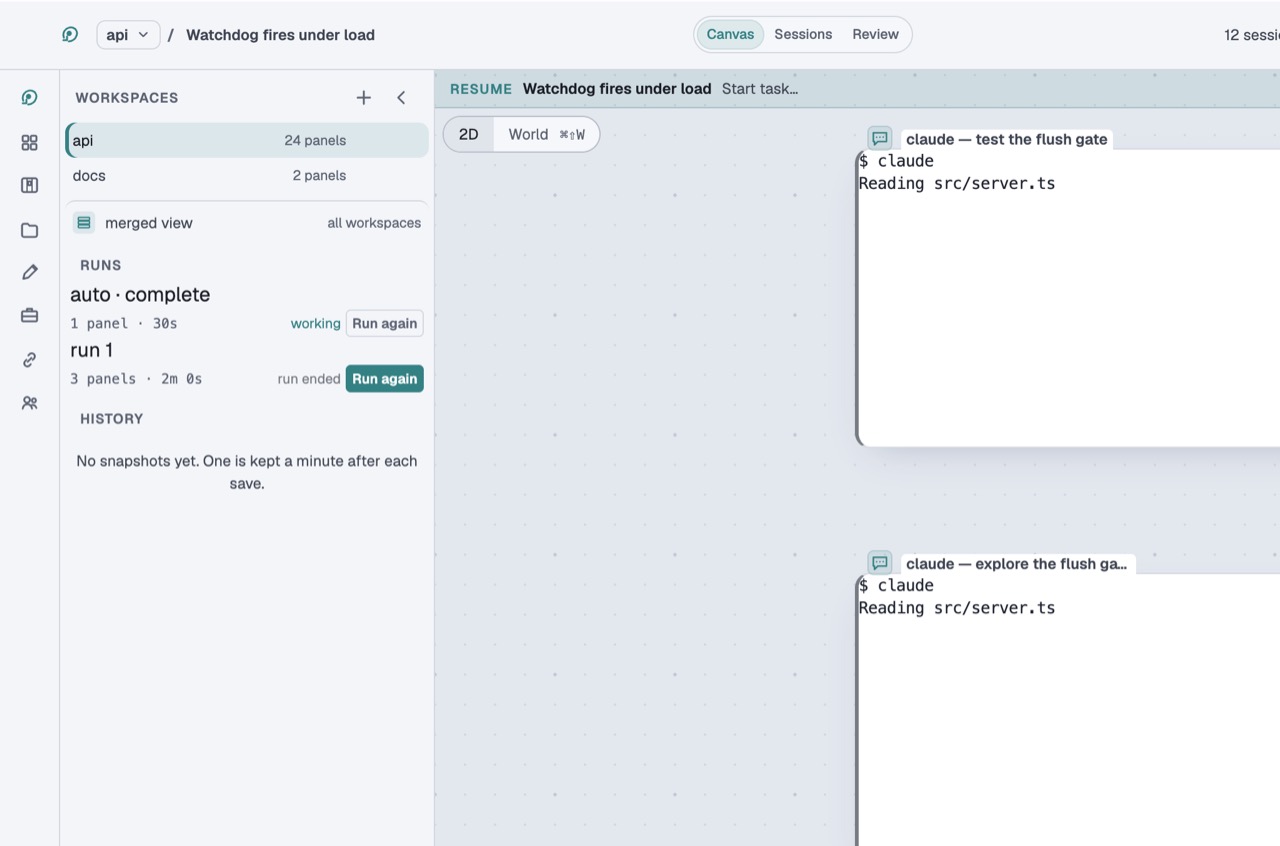 api / Watchdog fires under load
Canvas Sessions Review
12 sessi
WORKSPACES
api 24 panels
docs 2 panels
merged view all workspaces
RUNS
auto · complete
1 panel · 30s working Run again
run 1
3 panels · 2m 0s run ended Run again
HISTORY
No snapshots yet. One is kept a minute after each
save.
RESUME Watchdog fires under load Start task…
2D World ⌘⇧W
claude — test the flush gate
$ claude
Reading src/server.ts
claude — explore the flush ga…
$ claude
Reading src/server.ts